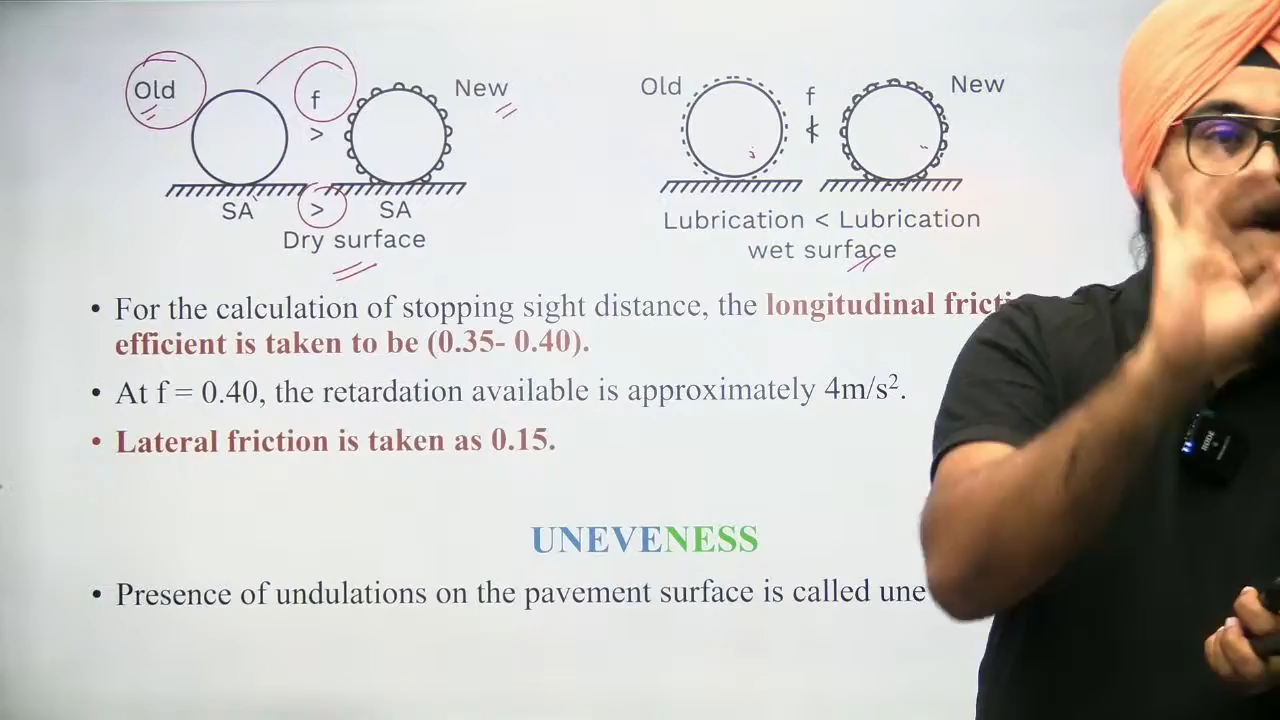 Old
f
New
>
SA
>
SA
Dry surface
Old
f
New
Lubrication < Lubrication
wet surface
• For the calculation of stopping sight distance, the longitudinal
efficient is taken to be (0.35- 0.40).
• At f = 0.40, the retardation available is approximately 4m/s².
• Lateral friction is taken as 0.15.
UNEVENESS
• Presence of undulations on the pavement surface is called
RODE